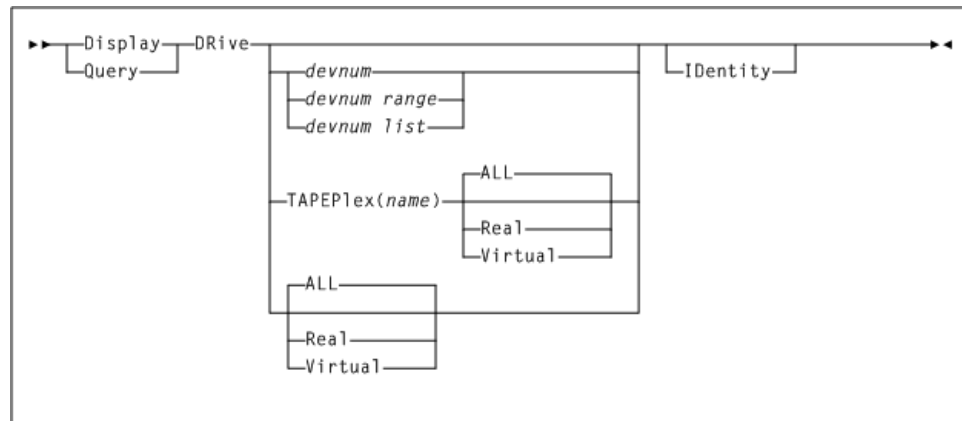 Display DRive
Query
IDentity
devnum
devnum range
devnum list
ALL
TAPEPlex(name)
Real
Virtual
ALL
Real
Virtual